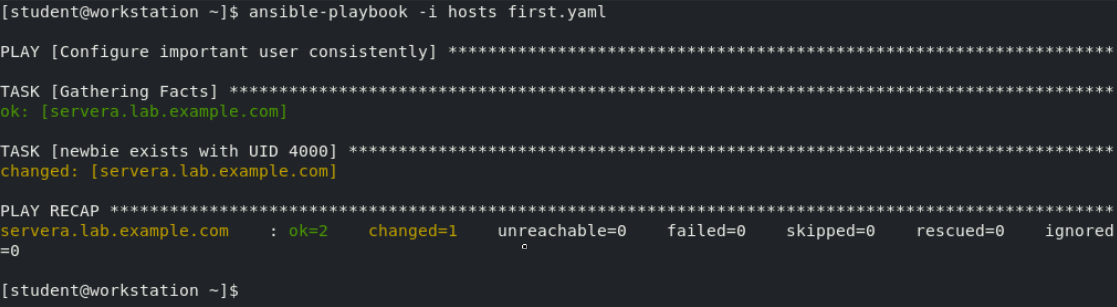 [student@workstation ~]$ ansible-playbook -i hosts first.yaml
PLAY [Configure important user consistently] *******************************************************************
TASK [Gathering Facts] *****************************************************************************************
ok: [servera.lab.example.com]
TASK [newbie exists with UID 4000] *****************************************************************************
changed: [servera.lab.example.com]
PLAY RECAP *****************************************************************************************************
servera.lab.example.com    : ok=2    changed=1    unreachable=0    failed=0    skipped=0    rescued=0    ignored
=0
[student@workstation ~]$